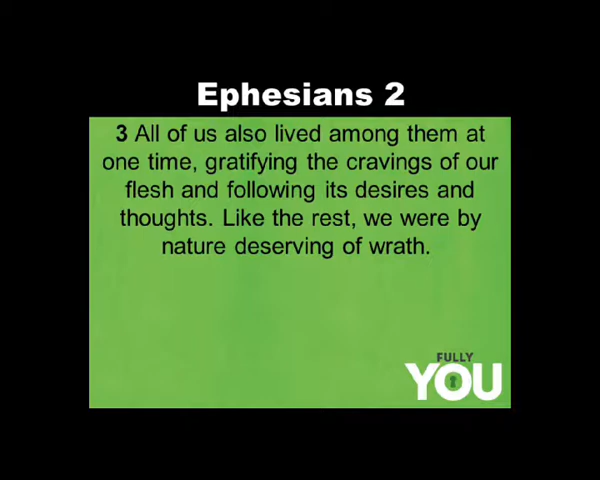 Ephesians 2
3 All of us also lived among them at
one time, gratifying the cravings of our
flesh and following its desires and
thoughts. Like the rest, we were by
nature deserving of wrath.
FULLY
YOU